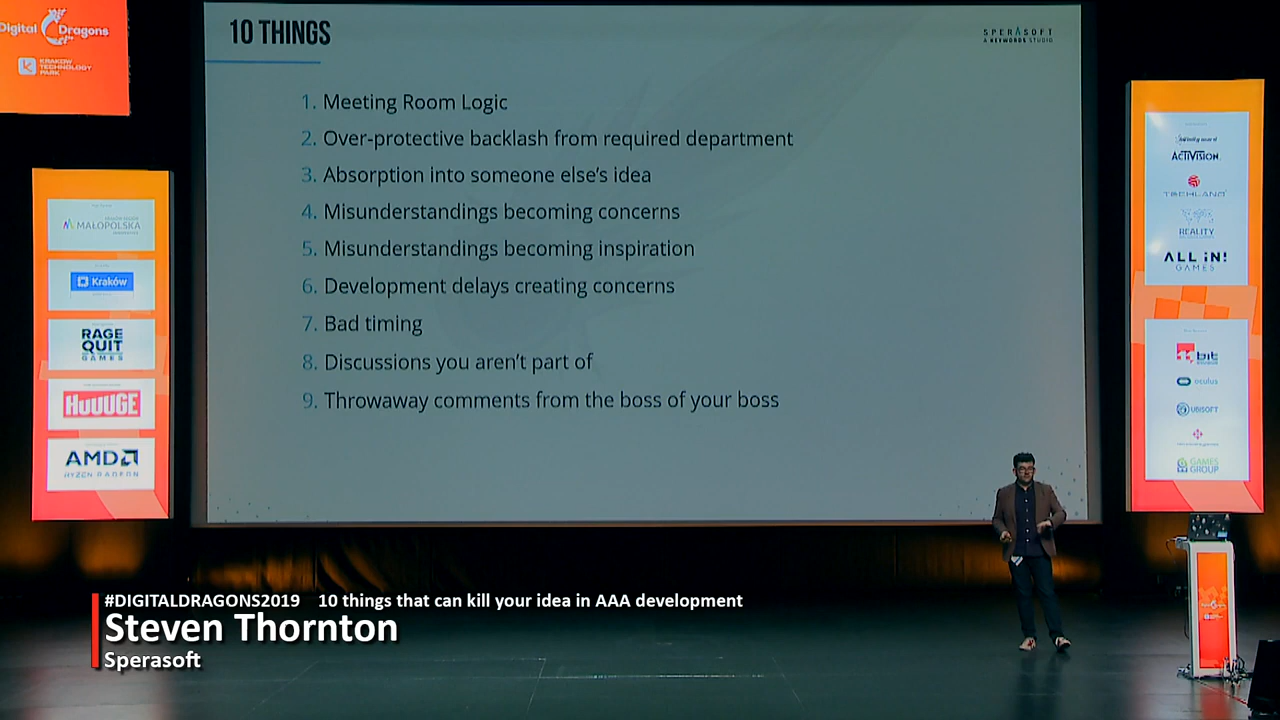 Digital Dragons
KRAKOW
TECHNOLOGY
PARK
10 THINGS
SPERASOFT
A KEYWORDS STUDIO
1. Meeting Room Logic
2. Over-protective backlash from required department
3. Absorption into someone else's idea
4. Misunderstandings becoming concerns
5. Misunderstandings becoming inspiration
6. Development delays creating concerns
7. Bad timing
8. Discussions you aren't part of
9. Throwaway comments from the boss of your boss
MAŁOPOLSKA
Kraków
RAGE
QUIT
GAMES
HUUUGE
AMD
RYZEN RADEON
ACTIVISION
TECHLAND
REALITY
ALL iN!
GAMES
11 bit
oculus
UBISOFT
GAMES
GROUP
#DIGITALDRAGONS2019 10 things that can kill your idea in AAA development
Steven Thornton
Sperasoft